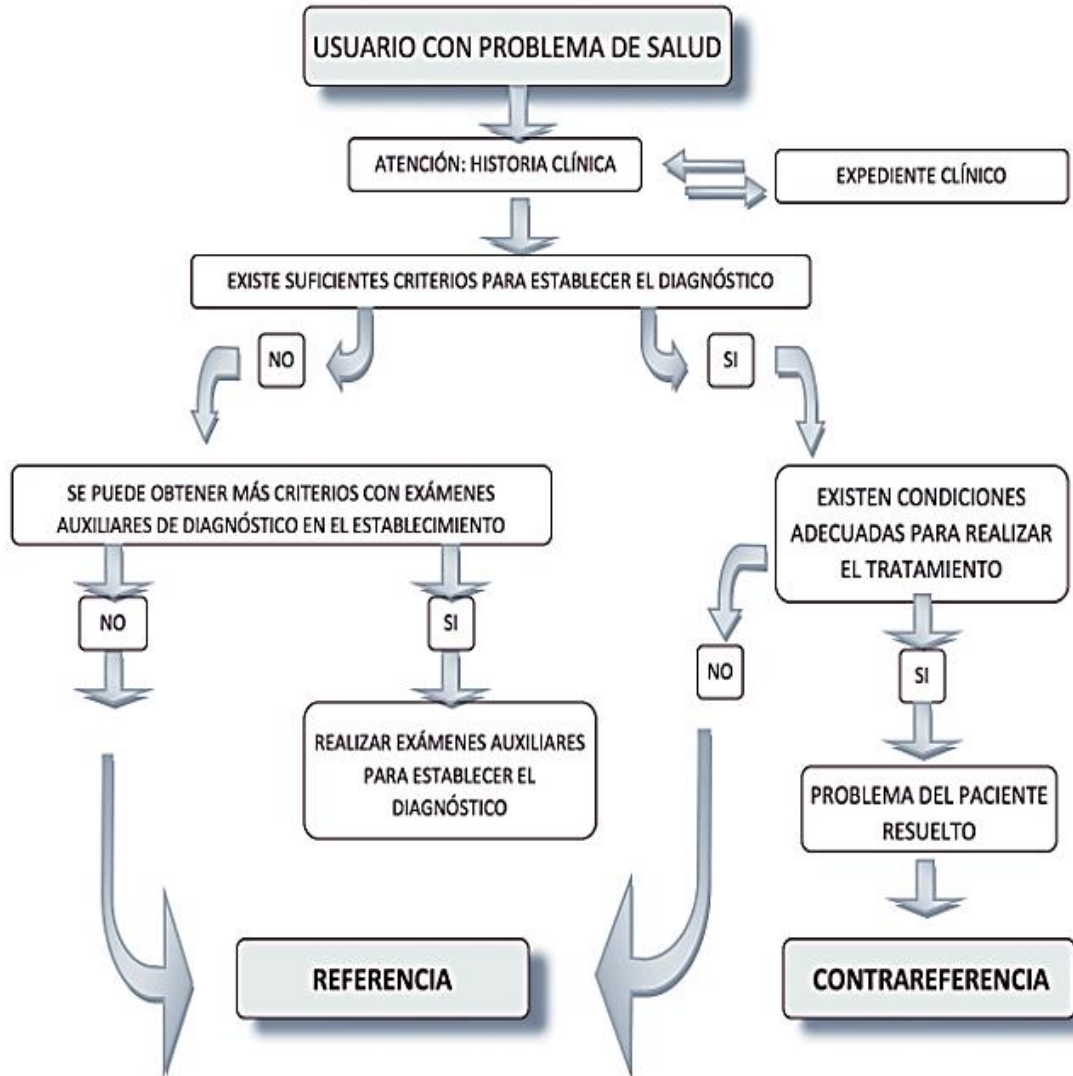 USUARIO CON PROBLEMA DE SALUD
ATENCIÓN: HISTORIA CLÍNICA
EXPEDIENTE CLÍNICO
EXISTE SUFICIENTES CRITERIOS PARA ESTABLECER EL DIAGNÓSTICO
NO
SI
SE PUEDE OBTENER MÁS CRITERIOS CON EXÁMENES
AUXILIARES DE DIAGNÓSTICO EN EL ESTABLECIMIENTO
EXISTEN CONDICIONES
ADECUADAS PARA REALIZAR
EL TRATAMIENTO
NO
SI
NO
SI
REALIZAR EXÁMENES AUXILIARES
PARA ESTABLECER EL
DIAGNÓSTICO
PROBLEMA DEL PACIENTE
RESUELTO
REFERENCIA
CONTRAREFERENCIA